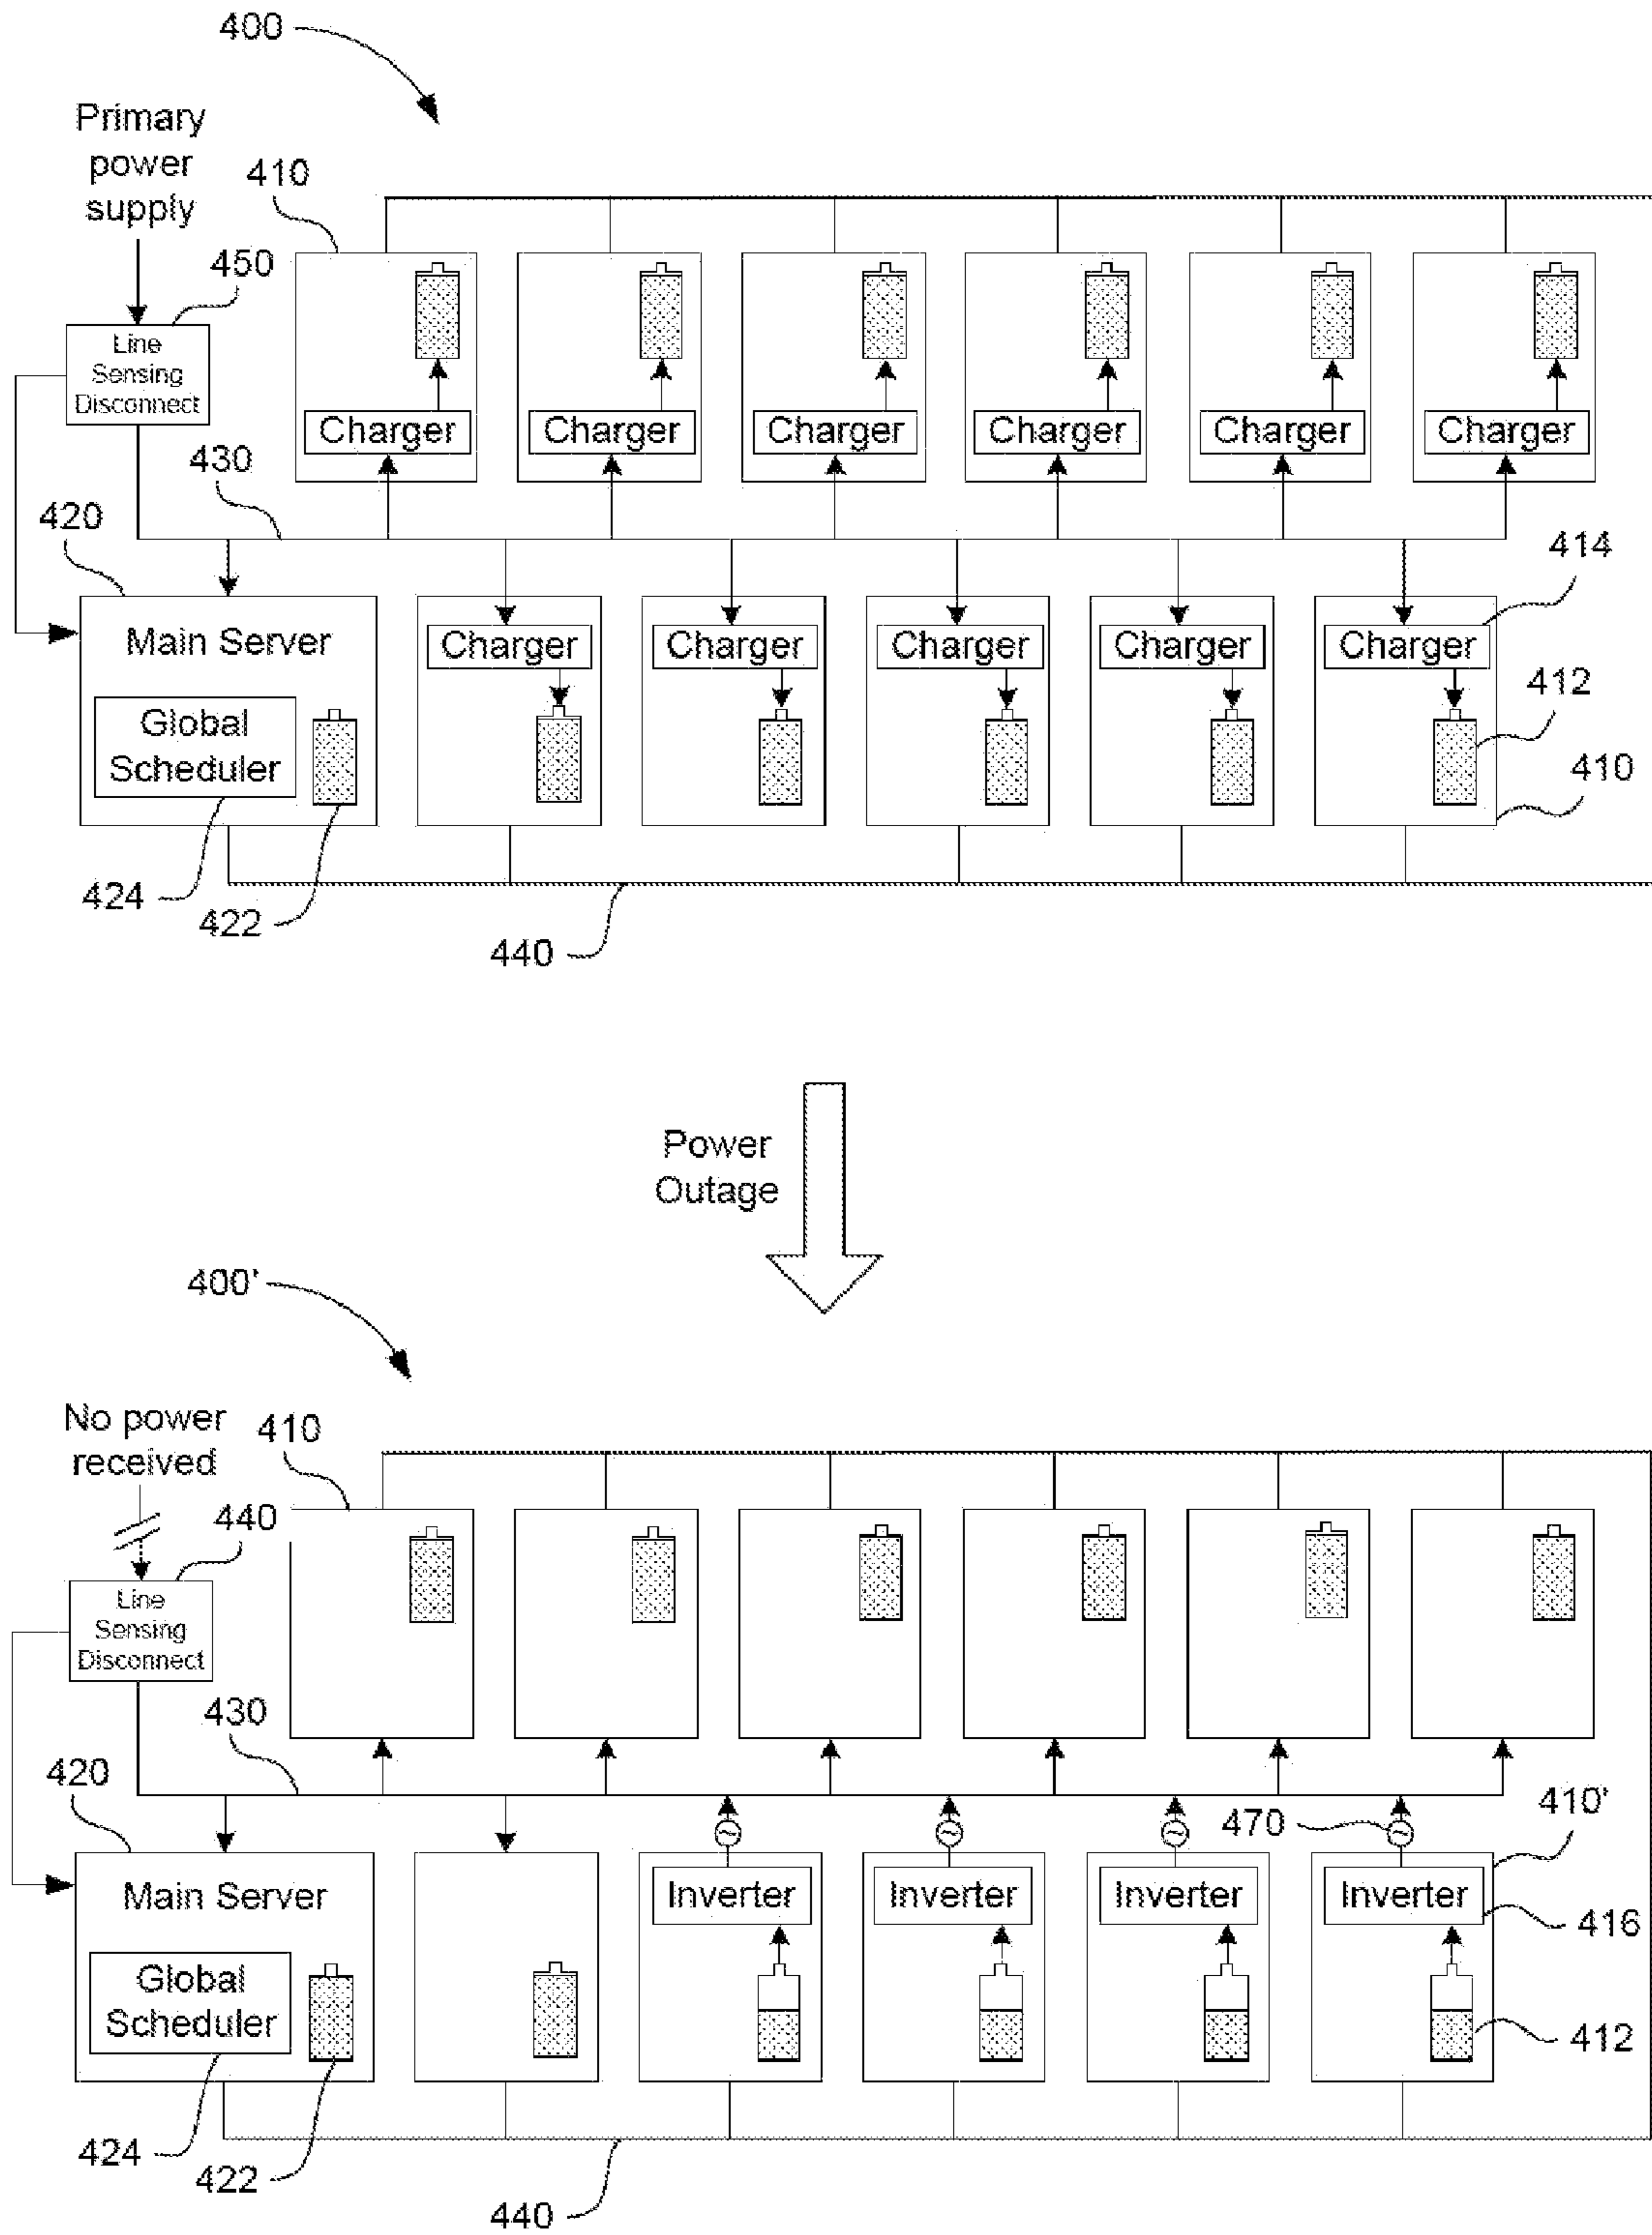 400
Primary
power
supply
410
450
Line
Sensing
Disconnect
Charger
Charger
Charger
Charger
Charger
Charger
430
420
414
Main Server
Charger
Charger
Charger
Charger
Charger
412
Global
Scheduler
410
424
422
440
Power
Outage
400'
No power
received
410
440
Line
Sensing
Disconnect
430
420
470
410'
Main Server
Inverter
Inverter
Inverter
Inverter
416
Global
Scheduler
412
424
422
440